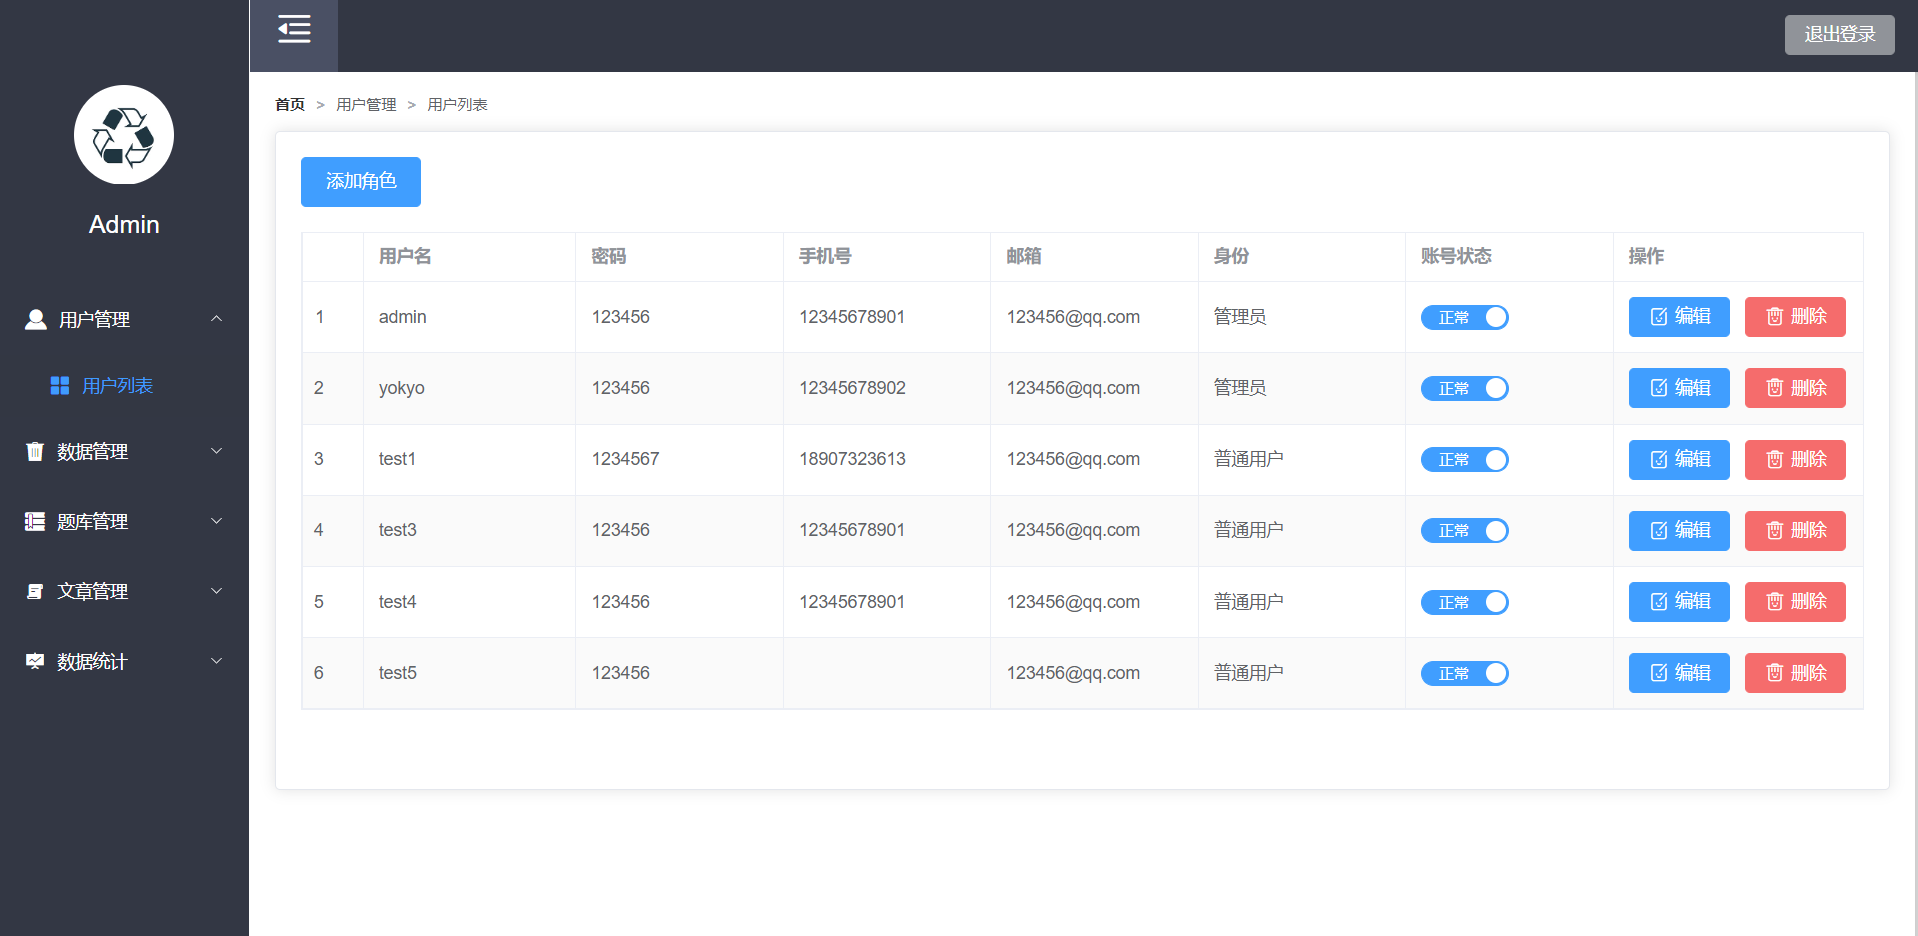 退出登录
Admin
用户管理
用户列表
数据管理
题库管理
文章管理
数据统计
首页 > 用户管理 > 用户列表
添加角色
用户名 密码 手机号 邮箱 身份 账号状态 操作
1 admin 123456 12345678901 123456@qq.com 管理员 正常 编辑 删除
2 yokyo 123456 12345678902 123456@qq.com 管理员 正常 编辑 删除
3 test1 1234567 18907323613 123456@qq.com 普通用户 正常 编辑 删除
4 test3 123456 12345678901 123456@qq.com 普通用户 正常 编辑 删除
5 test4 123456 12345678901 123456@qq.com 普通用户 正常 编辑 删除
6 test5 123456 123456@qq.com 普通用户 正常 编辑 删除